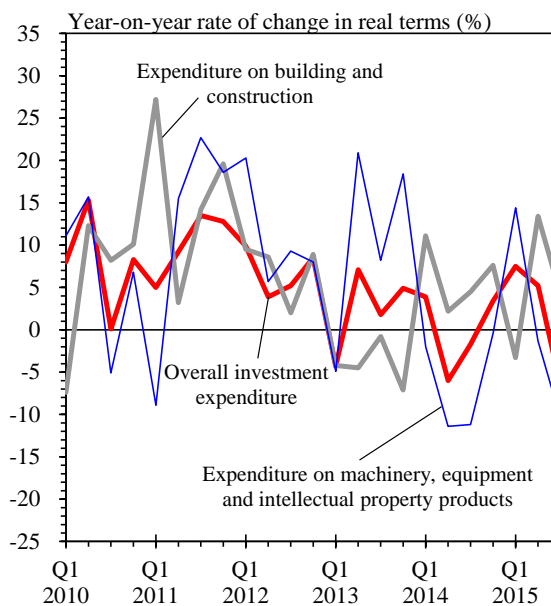 Year-on-year rate of change in real terms (%)
35
30
25
20
15
10
5
0
-5
-10
-15
-20
-25
Expenditure on building and
construction
Overall investment
expenditure
Expenditure on machinery, equipment
and intellectual property products
Q1 Q1 Q1 Q1 Q1 Q1
2010 2011 2012 2013 2014 2015